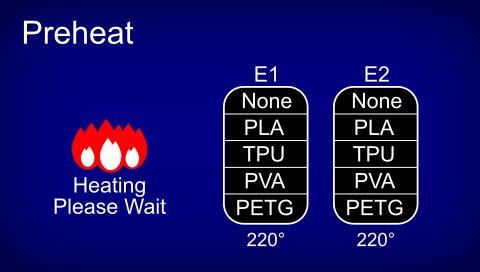 Preheat
Heating
Please Wait
E1
None
PLA
TPU
PVA
PETG
220°
E2
None
PLA
TPU
PVA
PETG
220°